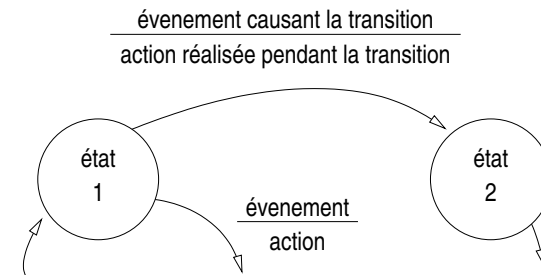 évenement causant la transition
action réalisée pendant la transition
état
1
état
2
évenement
action